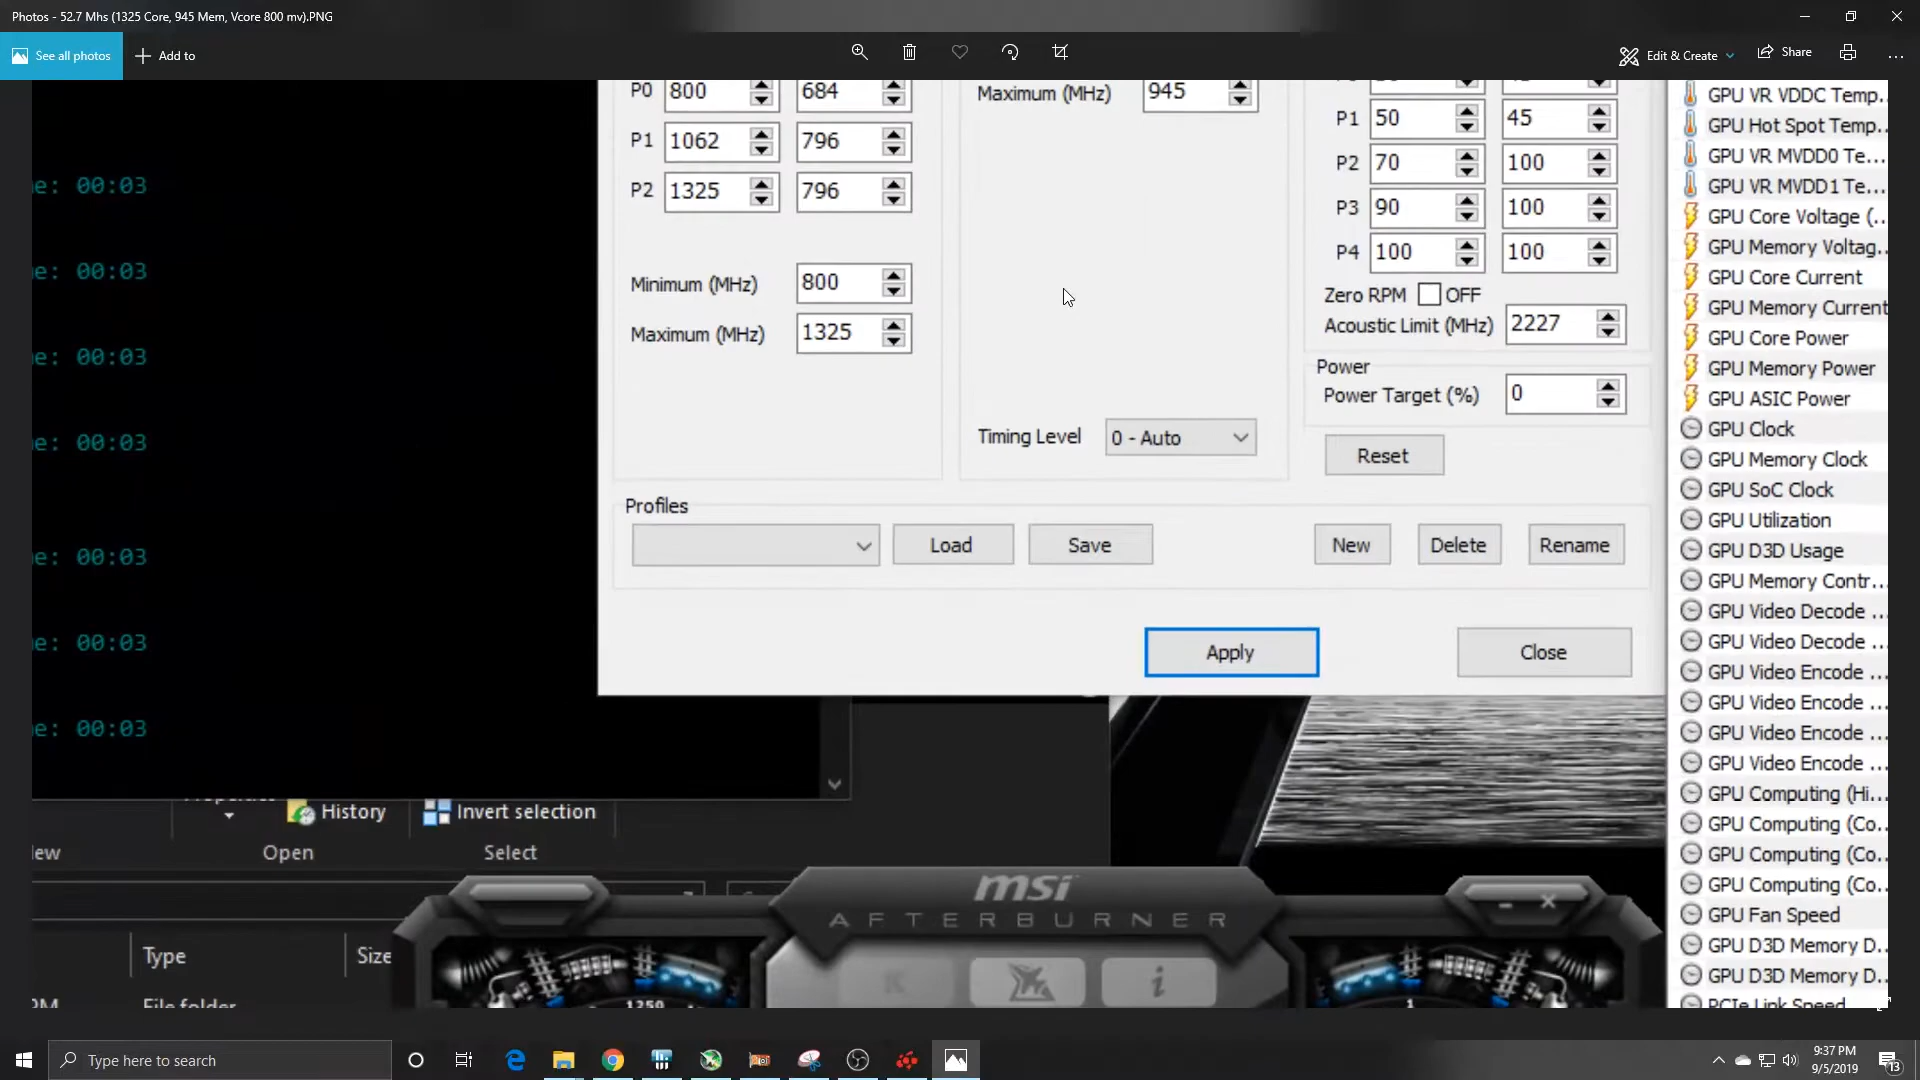 Photos - 52.7 Mhs (1325 Core, 945 Mem, Vcore 800 mv).PNG
See all photos
Add to
Edit & Create
Share
P0 800 684
P1 1062 796
P2 1325 796
Minimum (MHz) 800
Maximum (MHz) 1325
Maximum (MHz) 945
Timing Level 0 - Auto
P1 50 45
P2 70 100
P3 90 100
P4 100 100
Zero RPM OFF
Acoustic Limit (MHz) 2227
Power
Power Target (%) 0
Reset
Profiles
Load Save New Delete Rename
Apply Close
e: 00:03
e: 00:03
e: 00:03
e: 00:03
e: 00:03
e: 00:03
e: 00:03
GPU VR VDDC Temp...
GPU Hot Spot Temp...
GPU VR MVDD0 Te...
GPU VR MVDD1 Te...
GPU Core Voltage (...
GPU Memory Voltag...
GPU Core Current
GPU Memory Current
GPU Core Power
GPU Memory Power
GPU ASIC Power
GPU Clock
GPU Memory Clock
GPU SoC Clock
GPU Utilization
GPU D3D Usage
GPU Memory Contr...
GPU Video Decode ...
GPU Video Decode ...
GPU Video Encode ...
GPU Video Encode ...
GPU Video Encode ...
GPU Video Encode ...
GPU Computing (Hi...
GPU Computing (Co...
GPU Computing (Co...
GPU Computing (Co...
GPU Fan Speed
GPU D3D Memory D...
GPU D3D Memory D...
PCIe Link Speed
History
Invert selection
Open
Select
Type
Size
File folder
msi
AFTERBURNER
K
i
1250
1
Type here to search
9:37 PM
9/5/2019
13